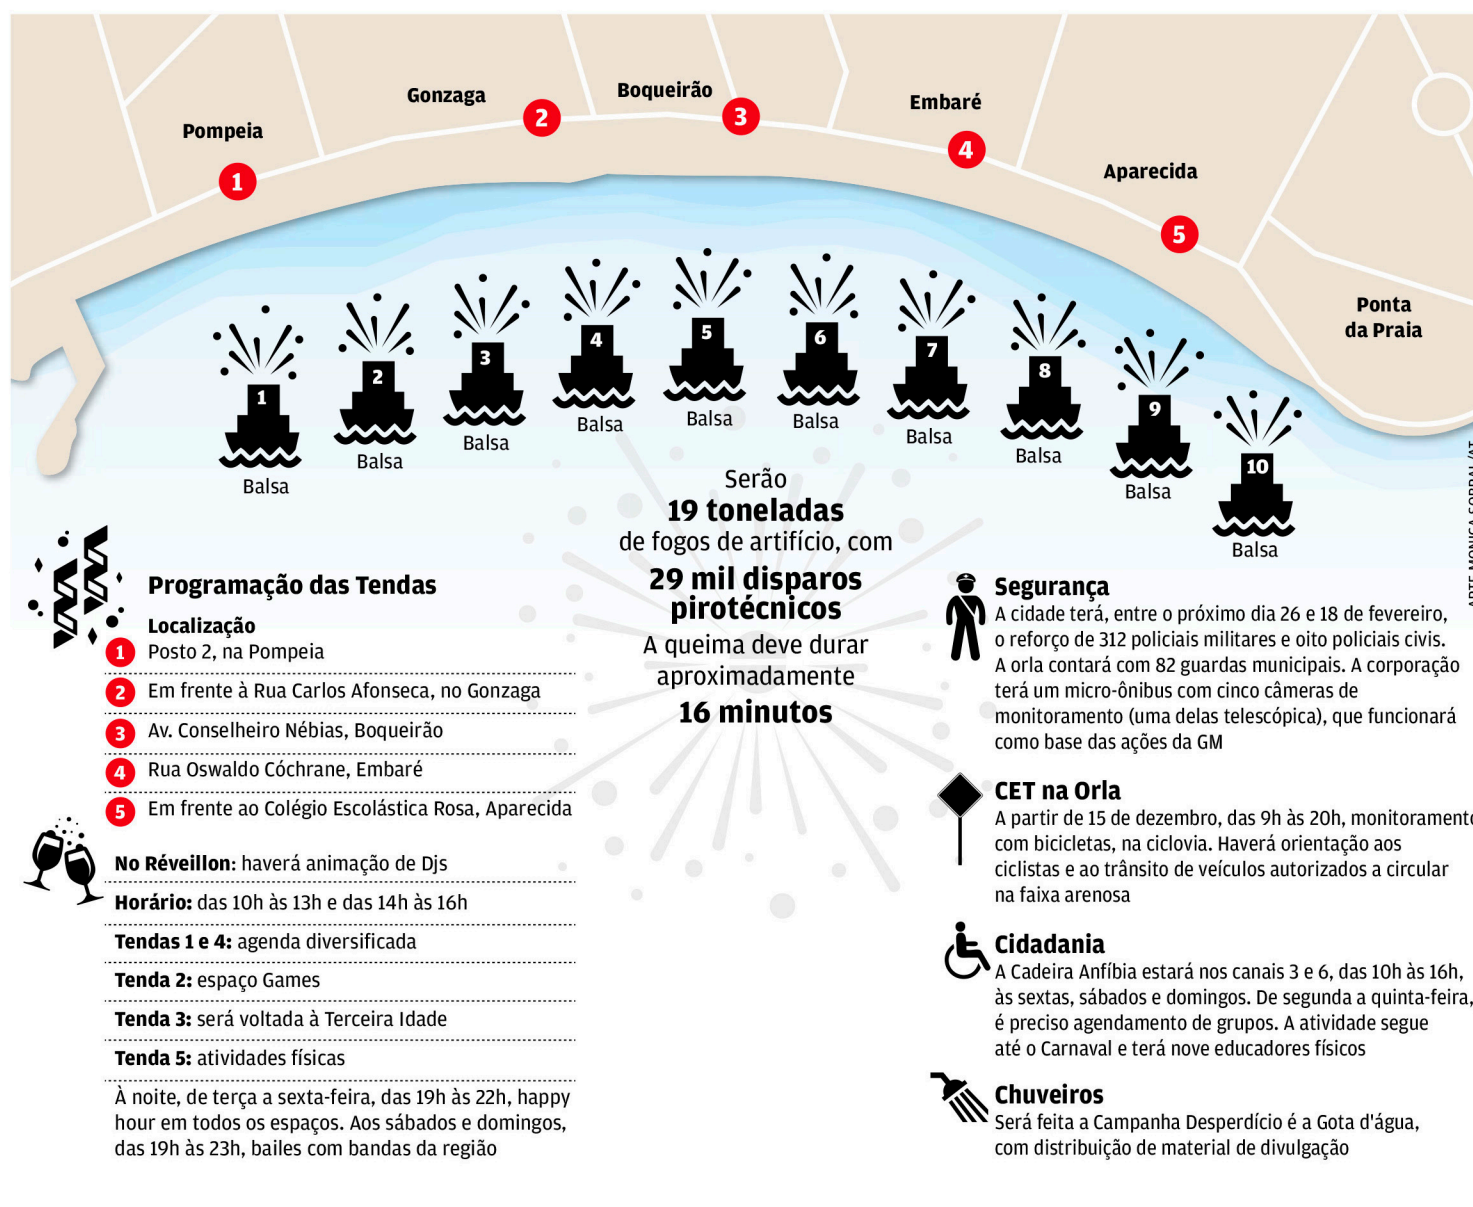 Pompeia
Gonzaga
Boqueirão
Embaré
Aparecida
Ponta
da Praia
1
2
3
4
5
1
Balsa
2
Balsa
3
Balsa
4
Balsa
5
Balsa
6
Balsa
7
Balsa
8
Balsa
9
Balsa
10
Balsa
Serão
19 toneladas
de fogos de artifício, com
29 mil disparos
pirotécnicos
A queima deve durar
aproximadamente
16 minutos
Programação das Tendas
Localização
1 Posto 2, na Pompeia
2 Em frente à Rua Carlos Afonseca, no Gonzaga
3 Av. Conselheiro Nébias, Boqueirão
4 Rua Oswaldo Cóchrane, Embaré
5 Em frente ao Colégio Escolástica Rosa, Aparecida
No Réveillon: haverá animação de Djs
Horário: das 10h às 13h e das 14h às 16h
Tendas 1 e 4: agenda diversificada
Tenda 2: espaço Games
Tenda 3: será voltada à Terceira Idade
Tenda 5: atividades físicas
À noite, de terça a sexta-feira, das 19h às 22h, happy
hour em todos os espaços. Aos sábados e domingos,
das 19h às 23h, bailes com bandas da região
Segurança
A cidade terá, entre o próximo dia 26 e 18 de fevereiro,
o reforço de 312 policiais militares e oito policiais civis.
A orla contará com 82 guardas municipais. A corporação
terá um micro-ônibus com cinco câmeras de
monitoramento (uma delas telescópica), que funcionará
como base das ações da GM
CET na Orla
A partir de 15 de dezembro, das 9h às 20h, monitoramento
com bicicletas, na ciclovia. Haverá orientação aos
ciclistas e ao trânsito de veículos autorizados a circular
na faixa arenosa
Cidadania
A Cadeira Anfíbia estará nos canais 3 e 6, das 10h às 16h,
às sextas, sábados e domingos. De segunda a quinta-feira,
é preciso agendamento de grupos. A atividade segue
até o Carnaval e terá nove educadores físicos
Chuveiros
Será feita a Campanha Desperdício é a Gota d'água,
com distribuição de material de divulgação